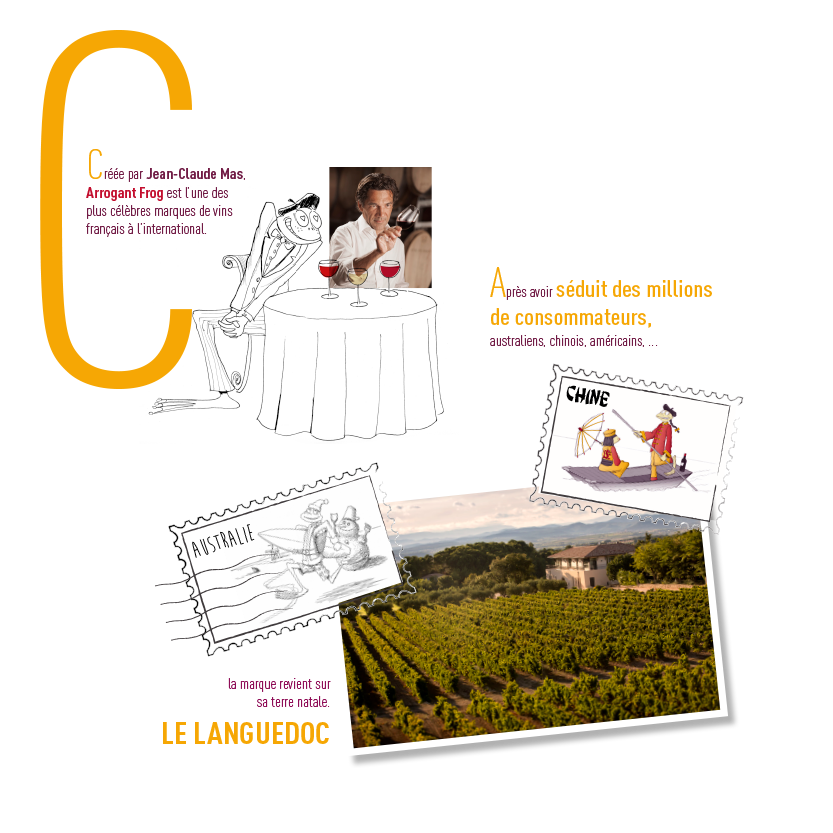 C
Créée par Jean-Claude Mas,
Arrogant Frog est l'une des
plus célèbres marques de vins
français à l'international.
Après avoir séduit des millions
de consommateurs,
australiens, chinois, américains, ...
CHINE
AUSTRALIE
la marque revient sur
sa terre natale.
LE LANGUEDOC